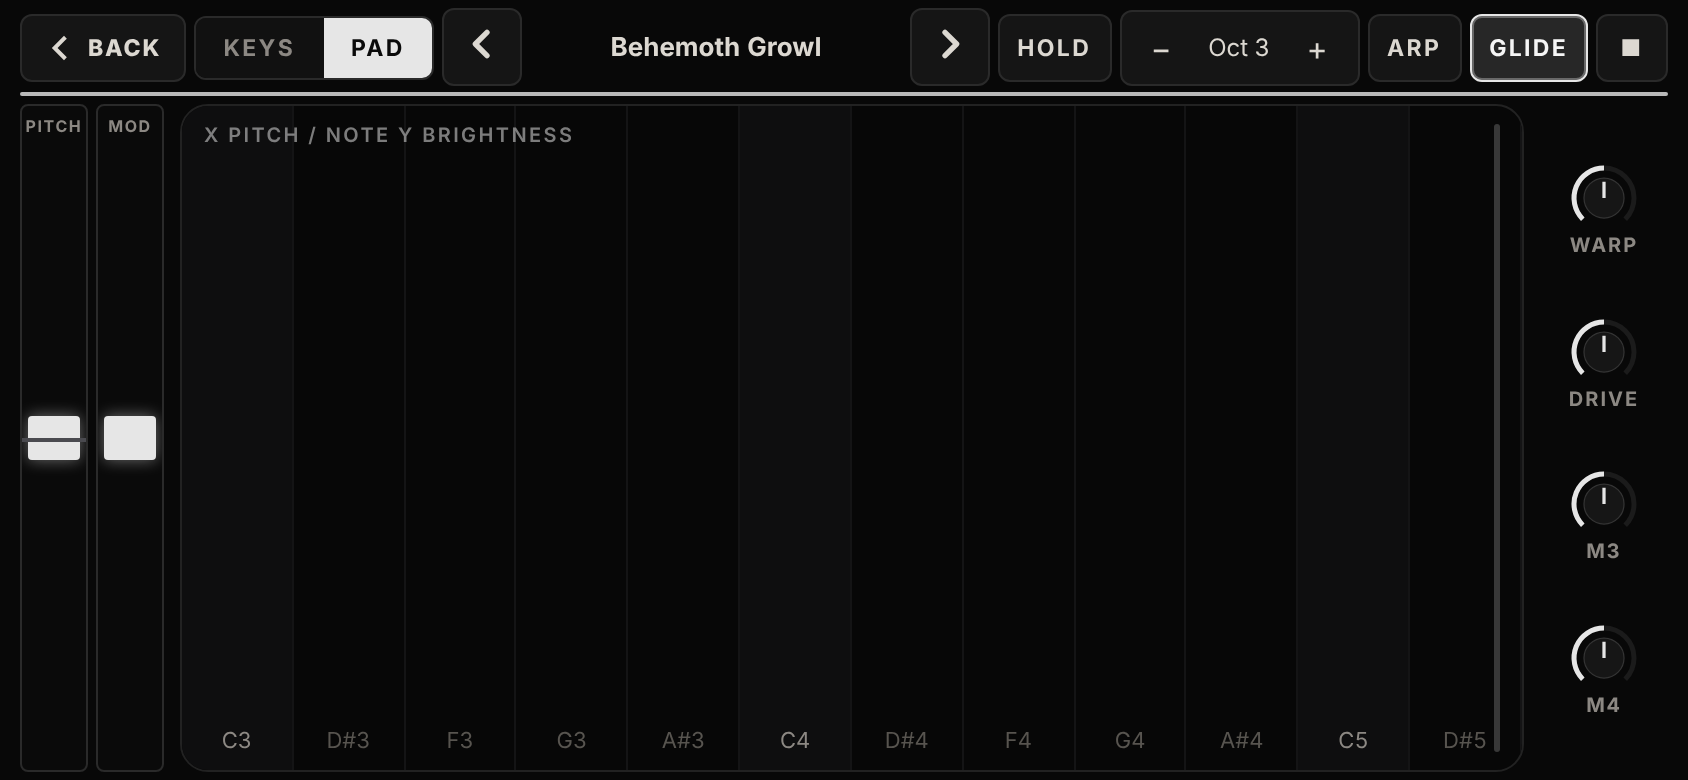 BACK KEYS PAD Behemoth Growl HOLD – Oct 3 + ARP GLIDE
PITCH MOD X PITCH / NOTE Y BRIGHTNESS
WARP
DRIVE
M3
M4
C3 D#3 F3 G3 A#3 C4 D#4 F4 G4 A#4 C5 D#5